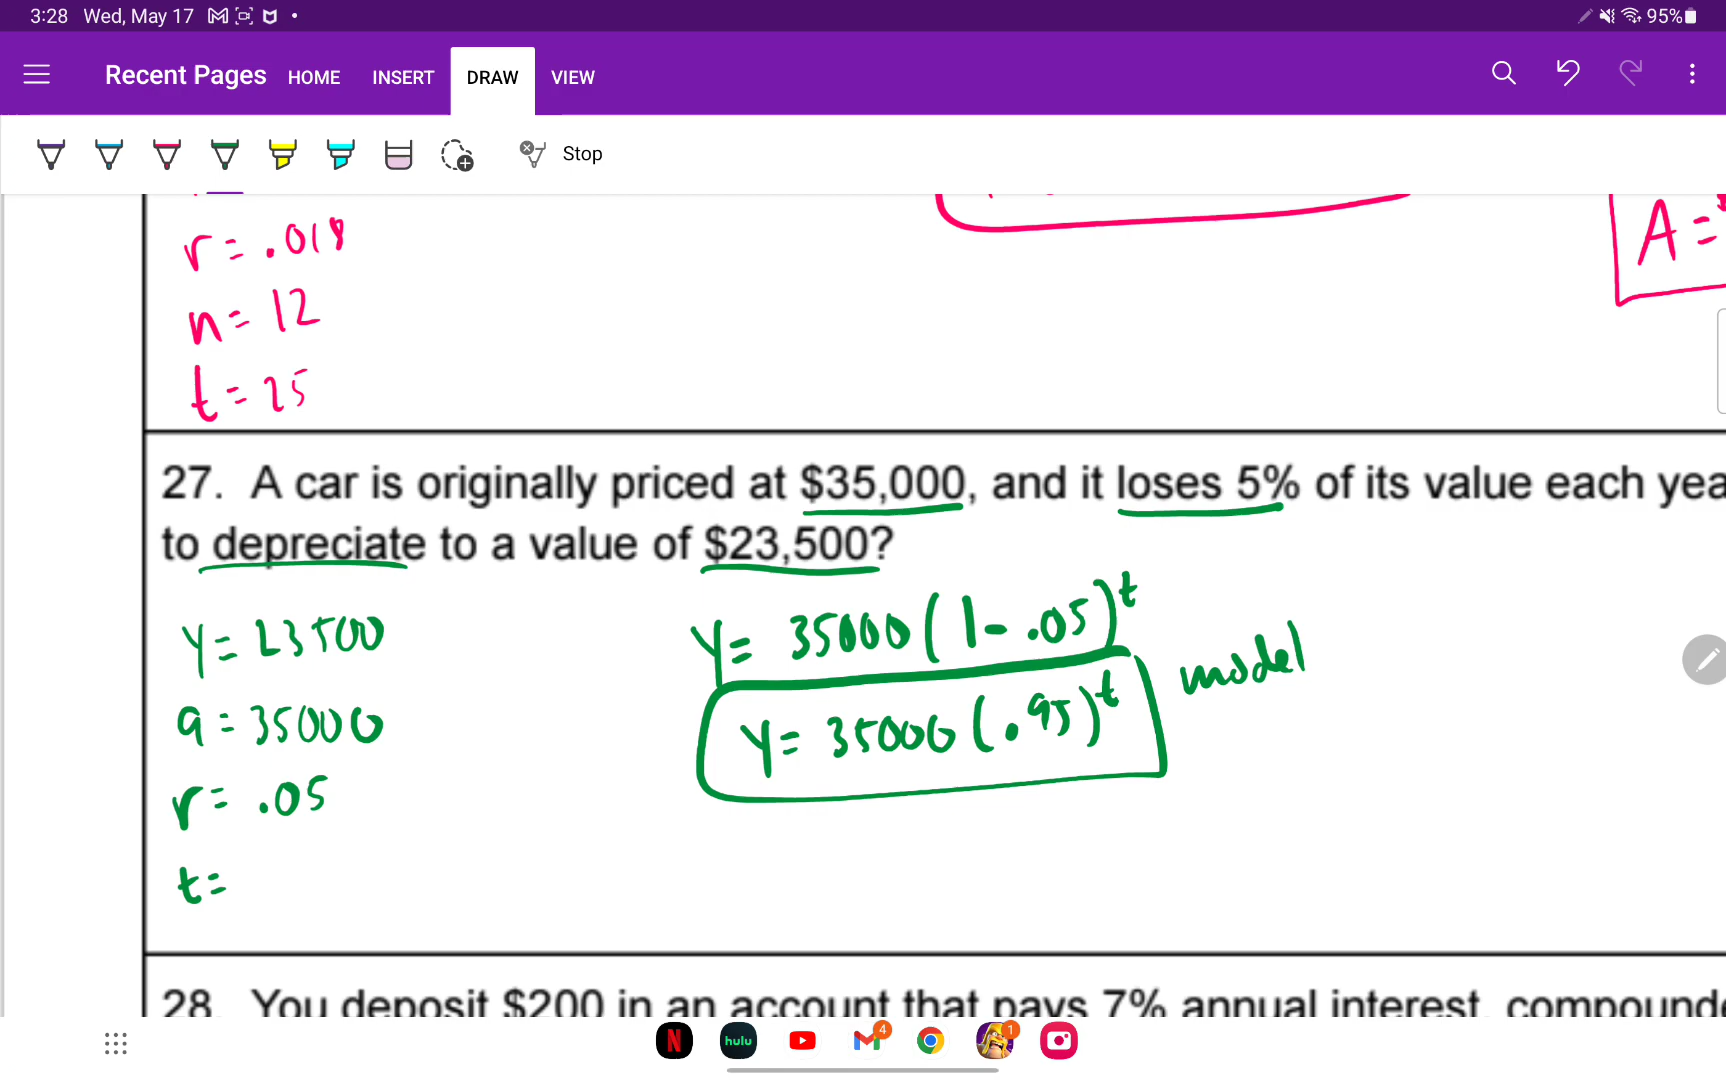 3:28 Wed, May 17
95%
Recent Pages HOME INSERT DRAW VIEW
Stop
r = .018
n = 12
t = 25
A =
27. A car is originally priced at $35,000, and it loses 5% of its value each yea
to depreciate to a value of $23,500?
y = 23500
a = 35000
r = .05
t =
y = 35000 (1 - .05)^t
y = 35000 (.95)^t
model
28. You deposit $200 in an account that pays 7% annual interest, compound
N hulu 4 1